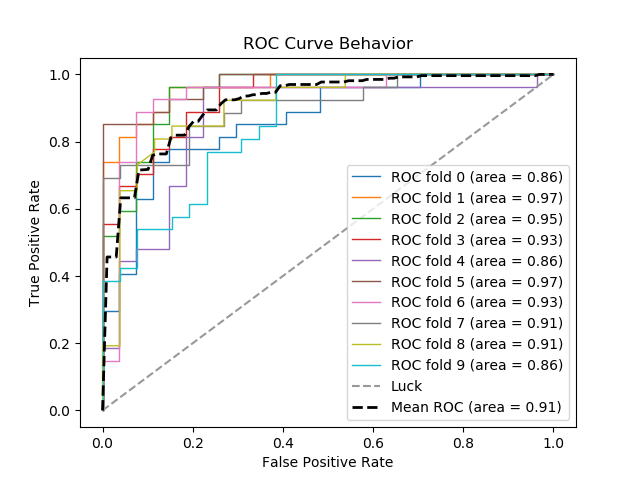 ROC Curve Behavior
True Positive Rate
1.0
0.8
0.6
0.4
0.2
0.0
ROC fold 0 (area = 0.86)
ROC fold 1 (area = 0.97)
ROC fold 2 (area = 0.95)
ROC fold 3 (area = 0.93)
ROC fold 4 (area = 0.86)
ROC fold 5 (area = 0.97)
ROC fold 6 (area = 0.93)
ROC fold 7 (area = 0.91)
ROC fold 8 (area = 0.91)
ROC fold 9 (area = 0.86)
Luck
Mean ROC (area = 0.91)
0.0 0.2 0.4 0.6 0.8 1.0
False Positive Rate